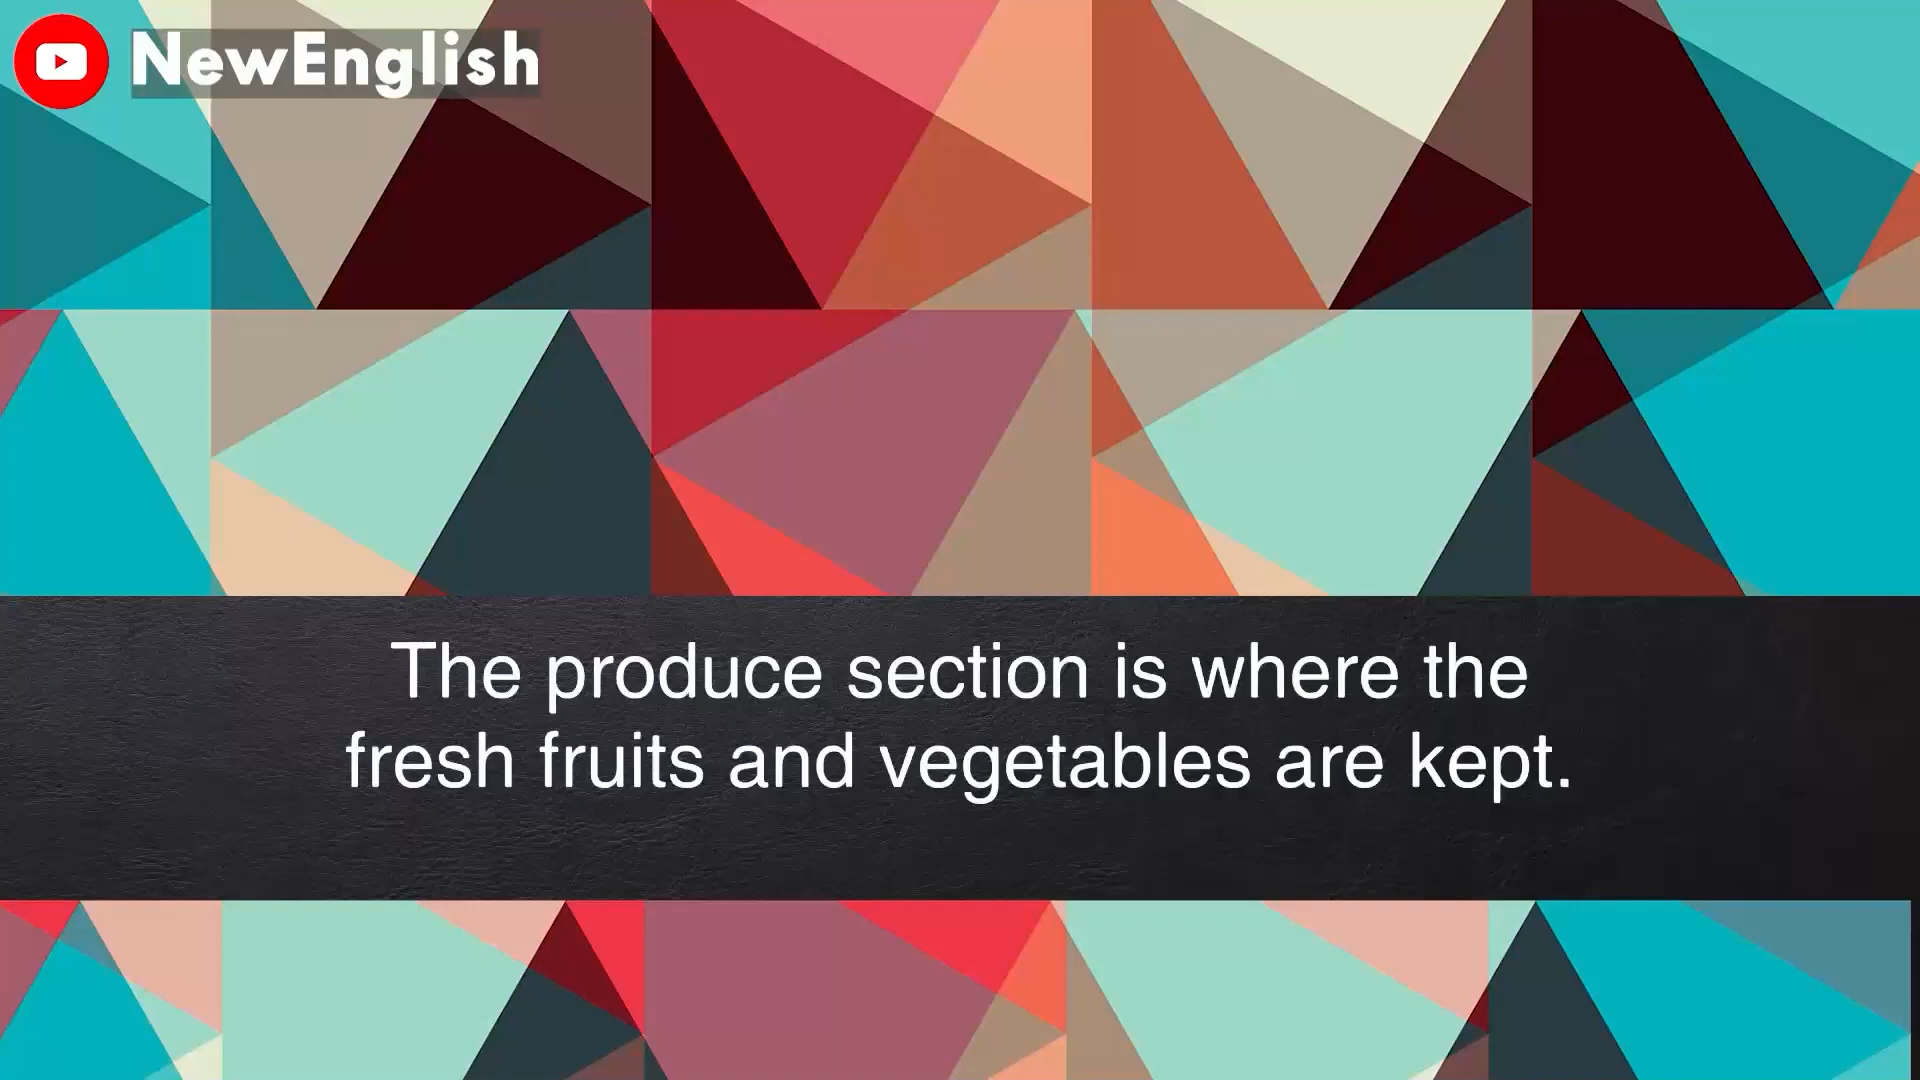 NewEnglish
The produce section is where the
fresh fruits and vegetables are kept.